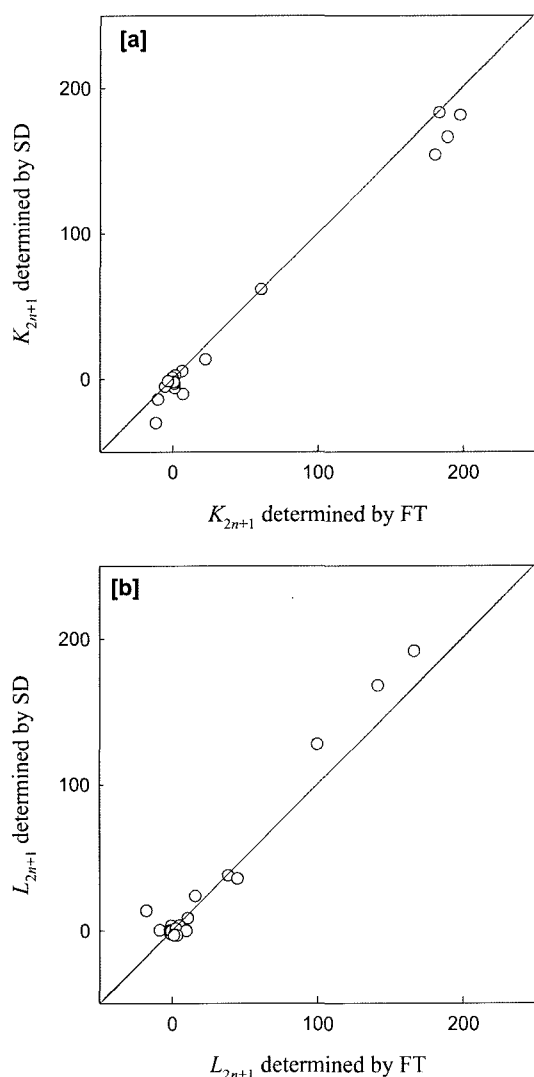 [a]
200
100
0
K2n+1 determined by SD
0 100 200
K2n+1 determined by FT
[b]
200
100
0
L2n+1 determined by SD
0 100 200
L2n+1 determined by FT